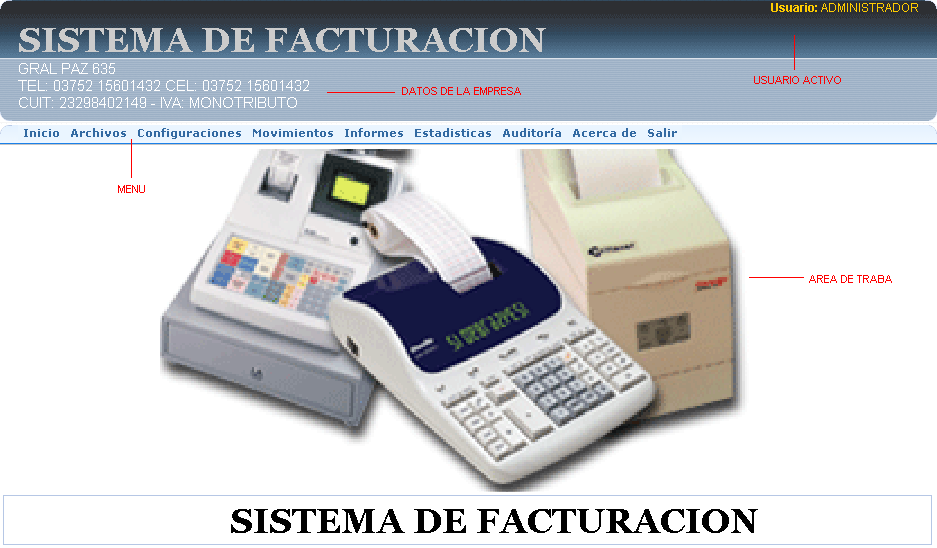 Usuario: ADMINISTRADOR
SISTEMA DE FACTURACION
GRAL PAZ 635
TEL: 03752 15601432 CEL: 03752 15601432
CUIT: 23298402149 - IVA: MONOTRIBUTO
USUARIO ACTIVO
DATOS DE LA EMPRESA
Inicio Archivos Configuraciones Movimientos Informes Estadisticas Auditoría Acerca de Salir
MENU
AREA DE TRABA
SISTEMA DE FACTURACION